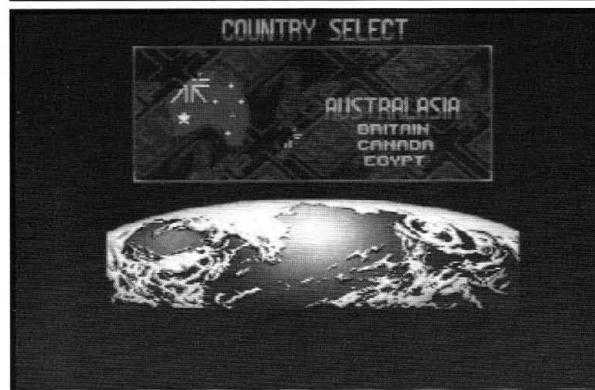 COUNTRY SELECT
AUSTRALASIA
BRITAIN
CANADA
EGYPT